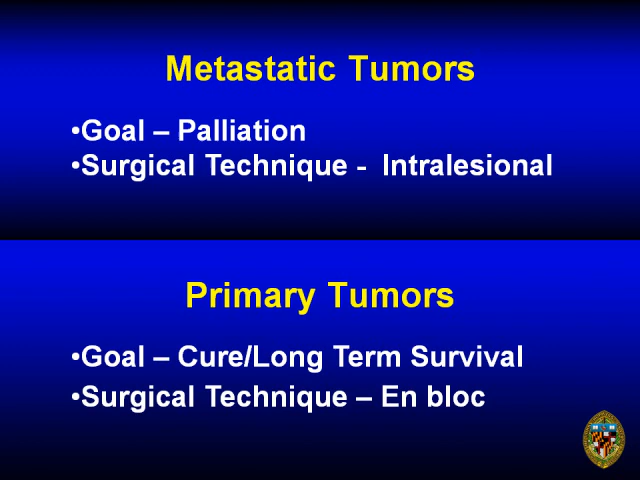 Metastatic Tumors
•Goal – Palliation
•Surgical Technique -  Intralesional
Primary Tumors
•Goal – Cure/Long Term Survival
•Surgical Technique – En bloc